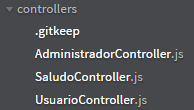 controllers
.gitkeep
AdministradorController.js
SaludoController.js
UsuarioController.js